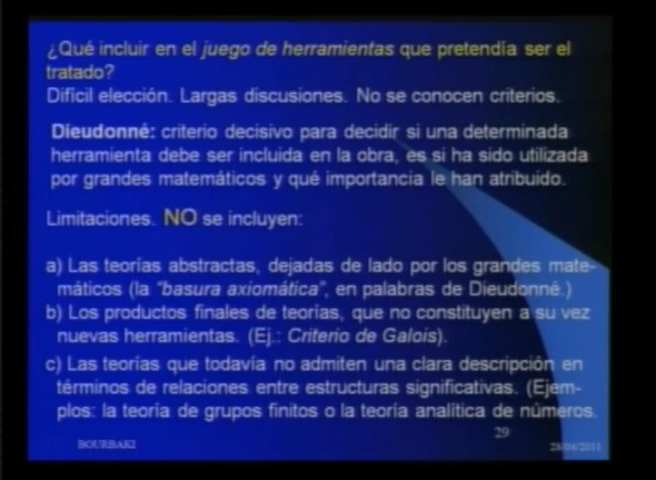 ¿Qué incluir en el juego de herramientas que pretendía ser el
tratado?
Difícil elección. Largas discusiones. No se conocen criterios.
Dieudonné: criterio decisivo para decidir si una determinada
herramienta debe ser incluida en la obra, es si ha sido utilizada
por grandes matemáticos y qué importancia le han atribuido.
Limitaciones. NO se incluyen:
a) Las teorías abstractas, dejadas de lado por los grandes mate-
máticos (la "basura axiomática", en palabras de Dieudonné.)
b) Los productos finales de teorías, que no constituyen a su vez
nuevas herramientas. (Ej.: Criterio de Galois).
c) Las teorías que todavía no admiten una clara descripción en
términos de relaciones entre estructuras significativas. (Ejem-
plos: la teoría de grupos finitos o la teoría analítica de números.
29
BOURBAKI
28/04/2011